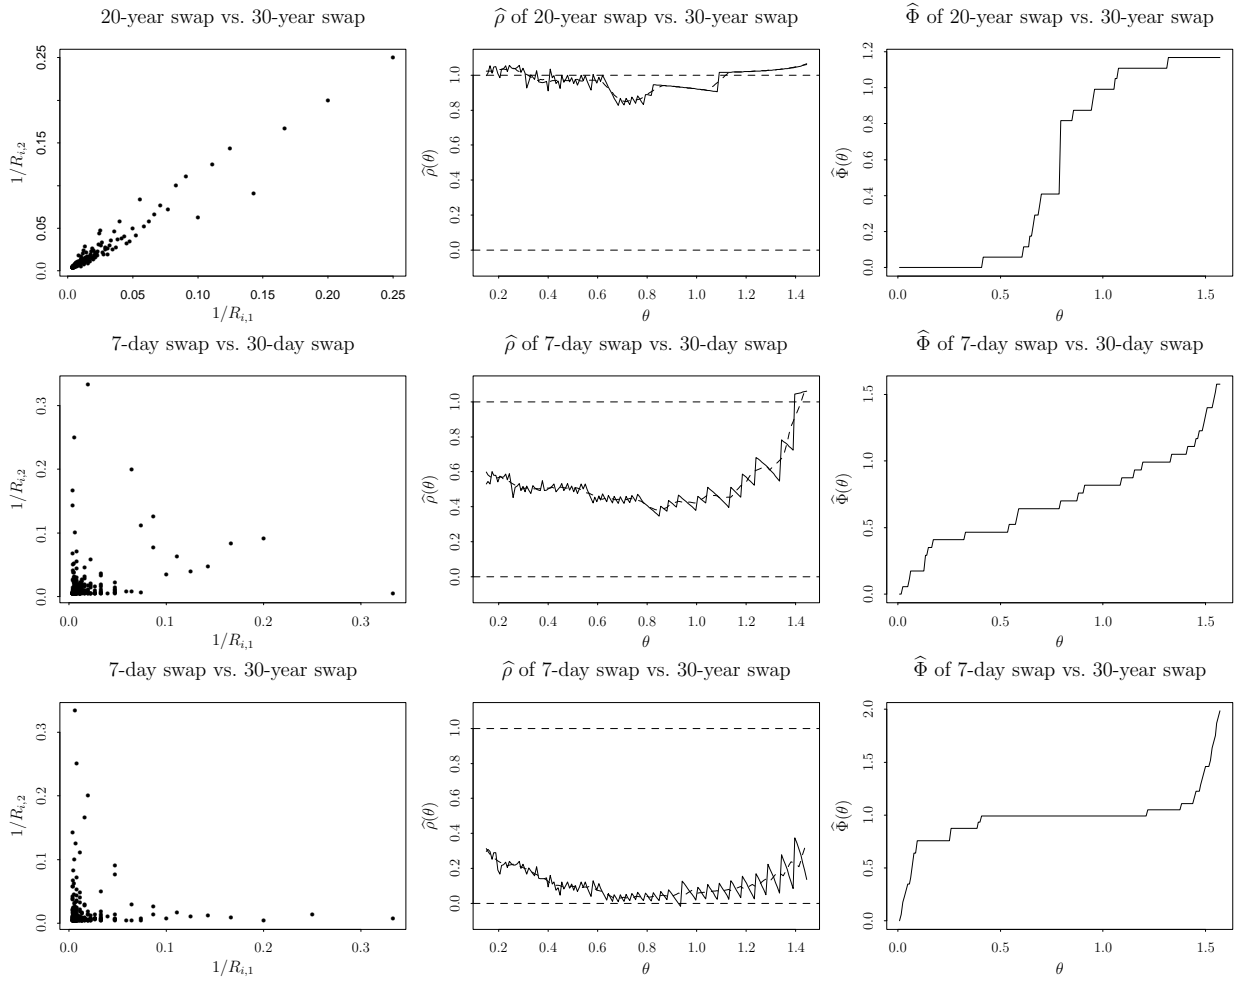 20-year swap vs. 30-year swap
1/R_{i,2}
0.0 0.05 0.15 0.25
0.0 0.05 0.10 0.15 0.20 0.25
1/R_{i,1}
ρ̂ of 20-year swap vs. 30-year swap
ρ̂(θ)
0.0 0.2 0.4 0.6 0.8 1.0
0.2 0.4 0.6 0.8 1.0 1.2 1.4
θ
Φ̂ of 20-year swap vs. 30-year swap
Φ̂(θ)
0.0 0.2 0.4 0.6 0.8 1.0 1.2
0.0 0.5 1.0 1.5
θ
7-day swap vs. 30-day swap
1/R_{i,2}
0.0 0.1 0.2 0.3
0.0 0.1 0.2 0.3
1/R_{i,1}
ρ̂ of 7-day swap vs. 30-day swap
ρ̂(θ)
0.0 0.2 0.4 0.6 0.8 1.0
0.2 0.4 0.6 0.8 1.0 1.2 1.4
θ
Φ̂ of 7-day swap vs. 30-day swap
Φ̂(θ)
0.0 0.5 1.0 1.5
0.0 0.5 1.0 1.5
θ
7-day swap vs. 30-year swap
1/R_{i,2}
0.0 0.1 0.2 0.3
0.0 0.1 0.2 0.3
1/R_{i,1}
ρ̂ of 7-day swap vs. 30-year swap
ρ̂(θ)
0.0 0.2 0.4 0.6 0.8 1.0
0.2 0.4 0.6 0.8 1.0 1.2 1.4
θ
Φ̂ of 7-day swap vs. 30-year swap
Φ̂(θ)
0.0 0.5 1.0 1.5 2.0
0.0 0.5 1.0 1.5
θ